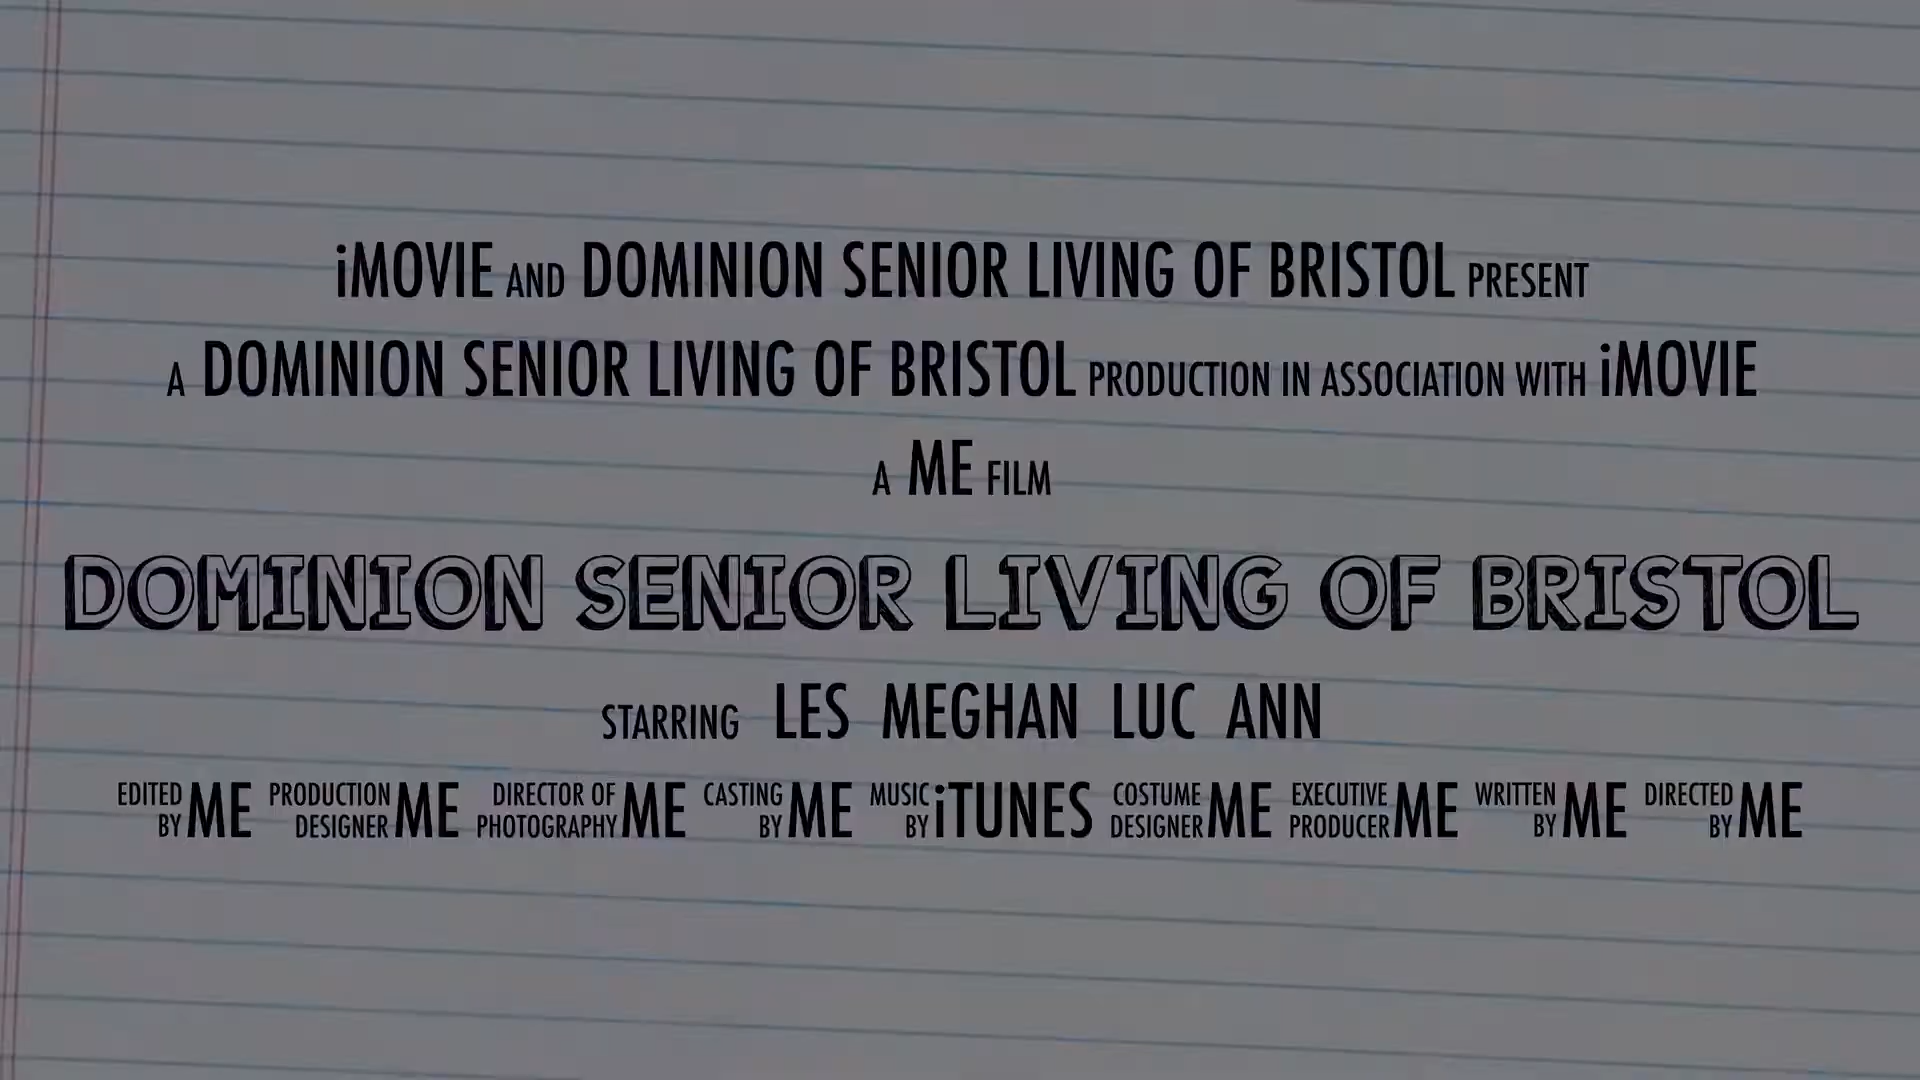 iMOVIE AND DOMINION SENIOR LIVING OF BRISTOL PRESENT
A DOMINION SENIOR LIVING OF BRISTOL PRODUCTION IN ASSOCIATION WITH iMOVIE
A ME FILM
DOMINION SENIOR LIVING OF BRISTOL
STARRING LES MEGHAN LUC ANN
EDITED BY ME PRODUCTION DESIGNER ME DIRECTOR OF PHOTOGRAPHY ME CASTING BY ME MUSIC BY iTUNES COSTUME DESIGNER ME EXECUTIVE PRODUCER ME WRITTEN BY ME DIRECTED BY ME